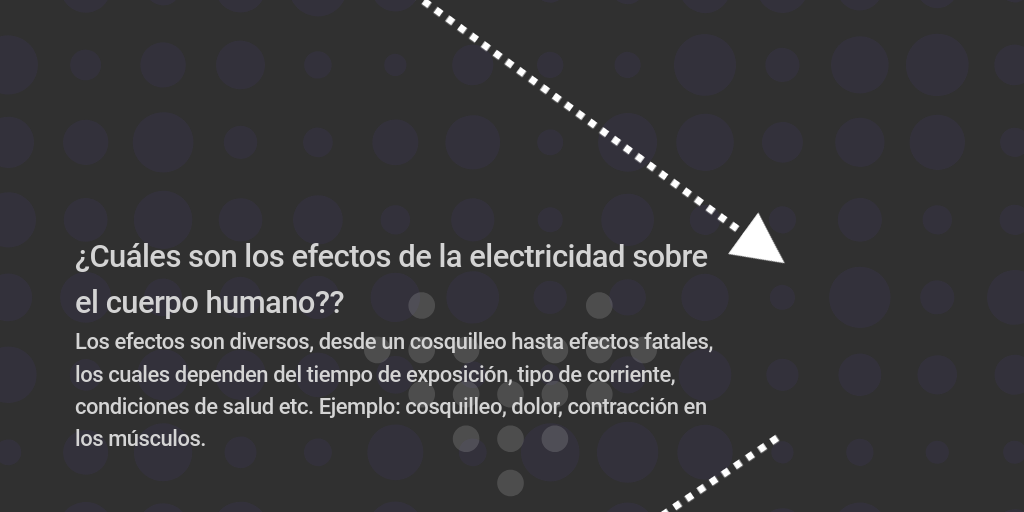 ¿Cuáles son los efectos de la electricidad sobre
el cuerpo humano??
Los efectos son diversos, desde un cosquilleo hasta efectos fatales,
los cuales dependen del tiempo de exposición, tipo de corriente,
condiciones de salud etc. Ejemplo: cosquilleo, dolor, contracción en
los músculos.